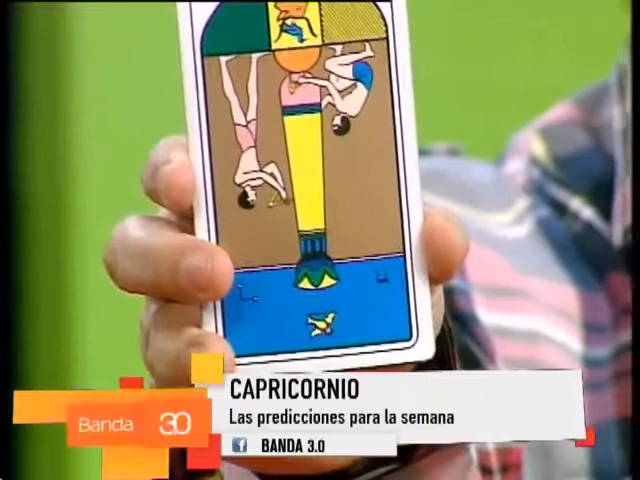 CAPRICORNIO
Las predicciones para la semana
Banda 3.0
BANDA 3.0